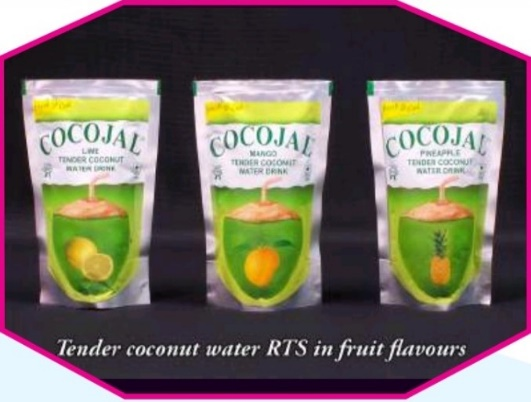 COCOJAL
LIME
TENDER COCONUT
WATER DRINK
COCOJAL
MANGO
TENDER COCONUT
WATER DRINK
COCOJAL
PINEAPPLE
TENDER COCONUT
WATER DRINK
Tender coconut water RTS in fruit flavours